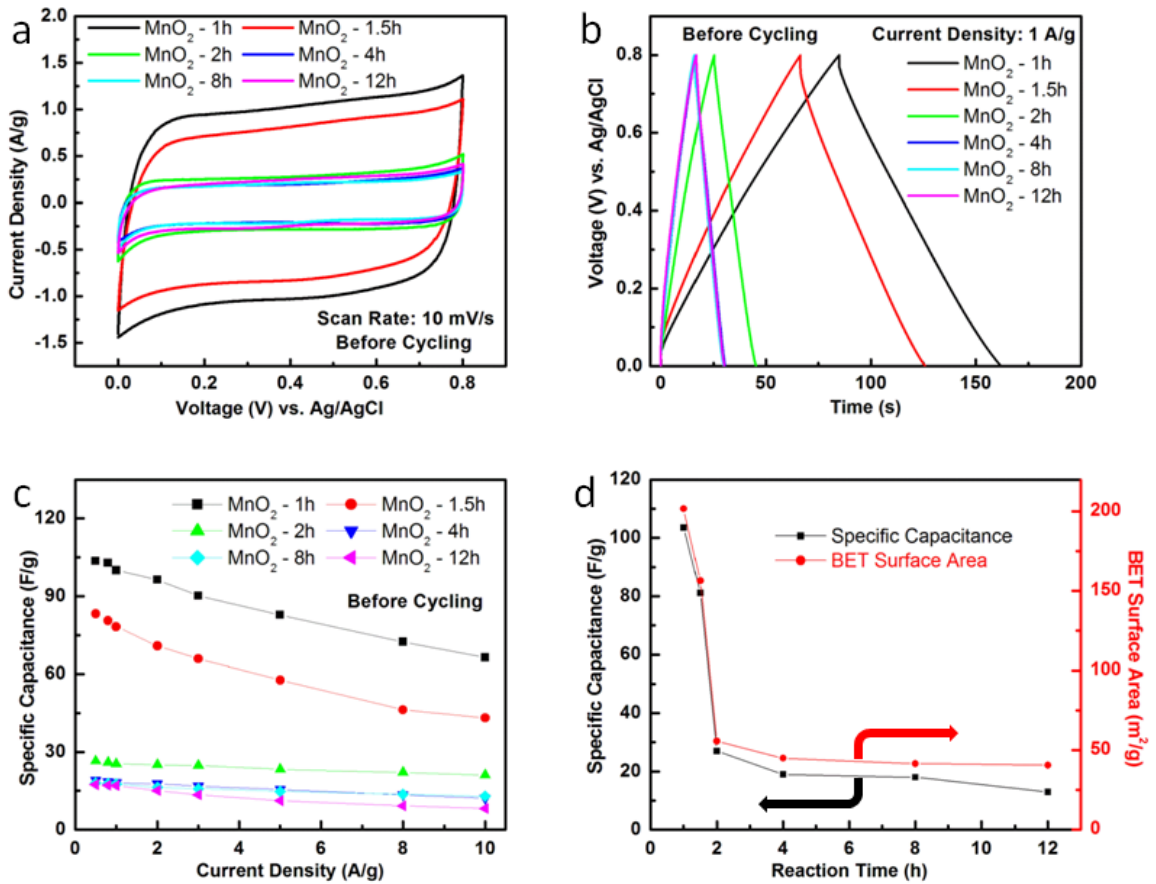 a
MnO2 - 1h
MnO2 - 1.5h
MnO2 - 2h
MnO2 - 4h
MnO2 - 8h
MnO2 - 12h
2.0
1.5
1.0
0.5
0.0
-0.5
-1.0
-1.5
Current Density (A/g)
Scan Rate: 10 mV/s
Before Cycling
0.0 0.2 0.4 0.6 0.8
Voltage (V) vs. Ag/AgCl
b
Before Cycling
Current Density: 1 A/g
MnO2 - 1h
MnO2 - 1.5h
MnO2 - 2h
MnO2 - 4h
MnO2 - 8h
MnO2 - 12h
0.8
0.4
0.2
0.0
Voltage (V) vs. Ag/AgCl
0 50 100 150 200
Time (s)
c
MnO2 - 1h
MnO2 - 1.5h
MnO2 - 2h
MnO2 - 4h
MnO2 - 8h
MnO2 - 12h
Before Cycling
120
90
60
30
0
Specific Capacitance (F/g)
0 2 4 6 8 10
Current Density (A/g)
d
Specific Capacitance
BET Surface Area
120
100
80
60
40
20
0
Specific Capacitance (F/g)
200
150
100
50
0
BET Surface Area (m2/g)
0 2 4 6 8 10 12
Reaction Time (h)